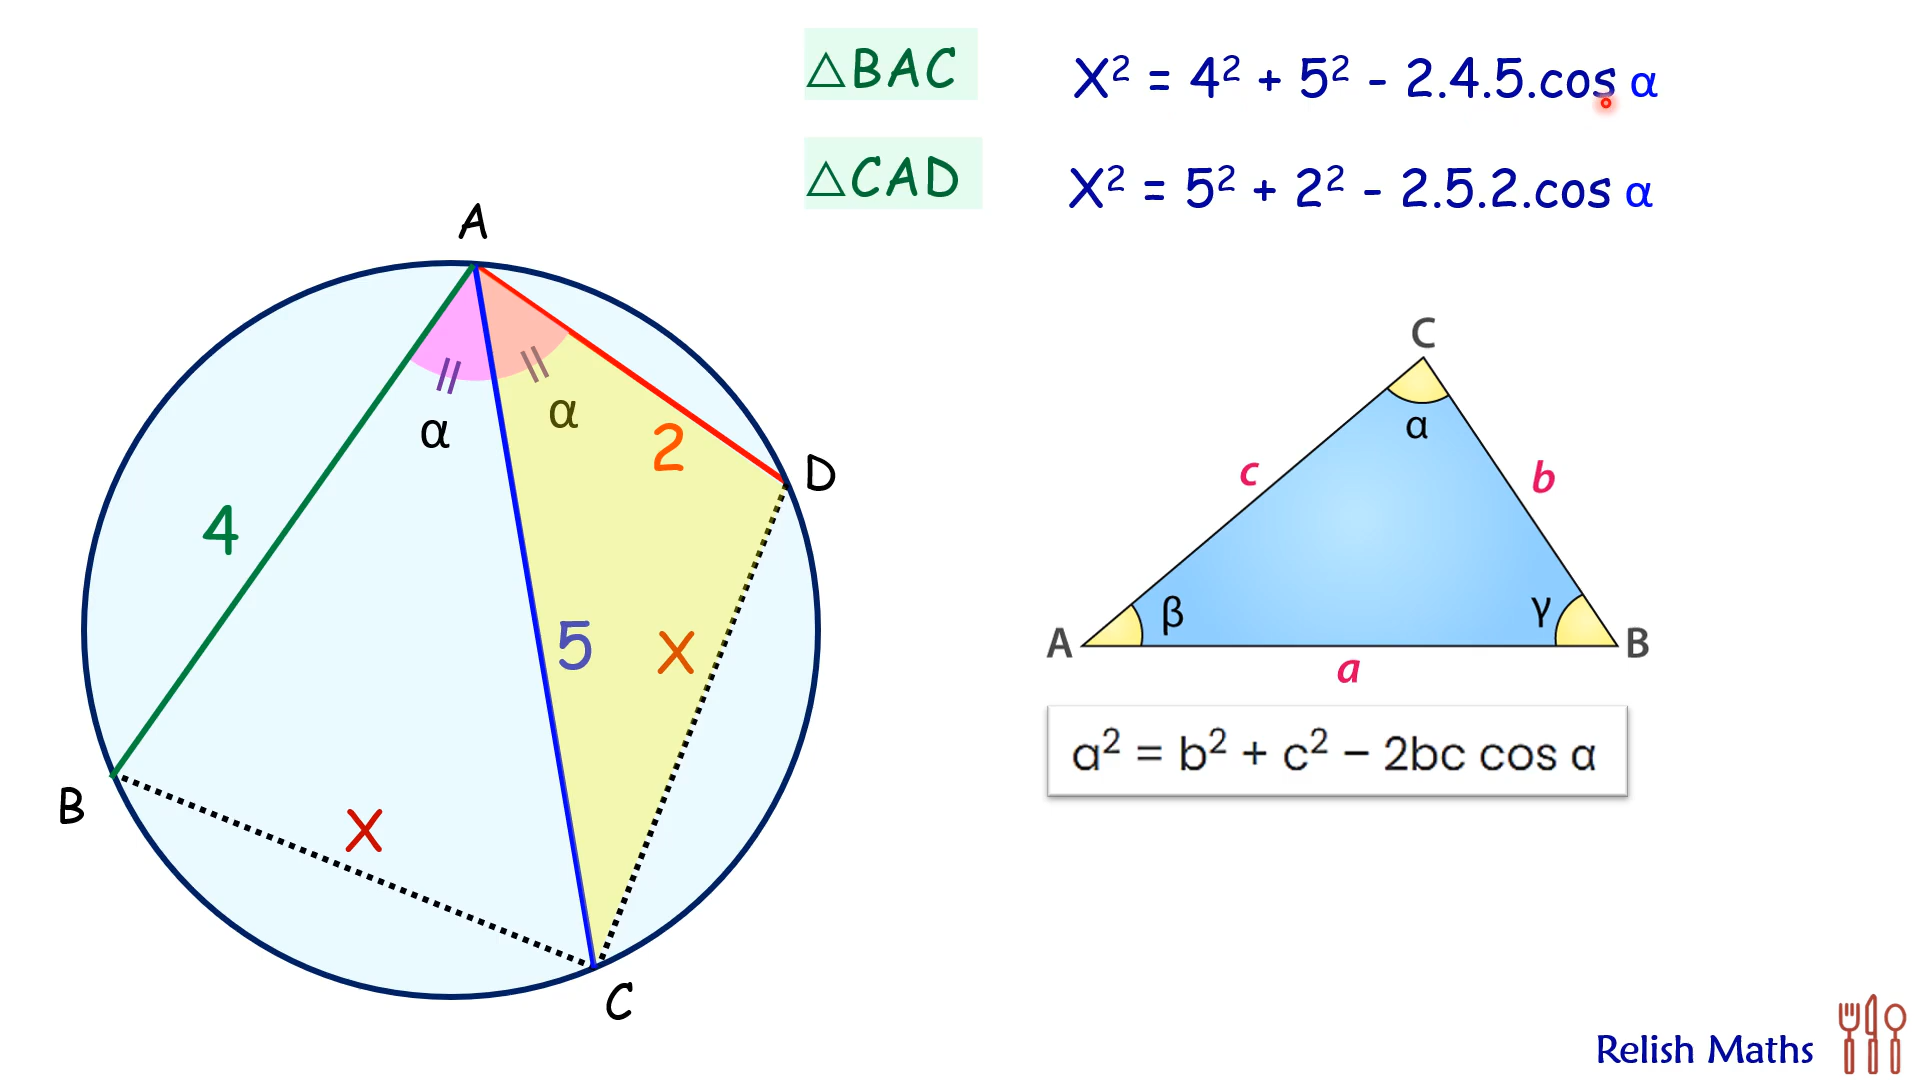 △BAC
X² = 4² + 5² - 2.4.5.cos α
△CAD
X² = 5² + 2² - 2.5.2.cos α
A
α
α
2
D
4
5
X
B
X
C
C
α
c
b
β
γ
A
B
a
a² = b² + c² – 2bc cos α
Relish Maths